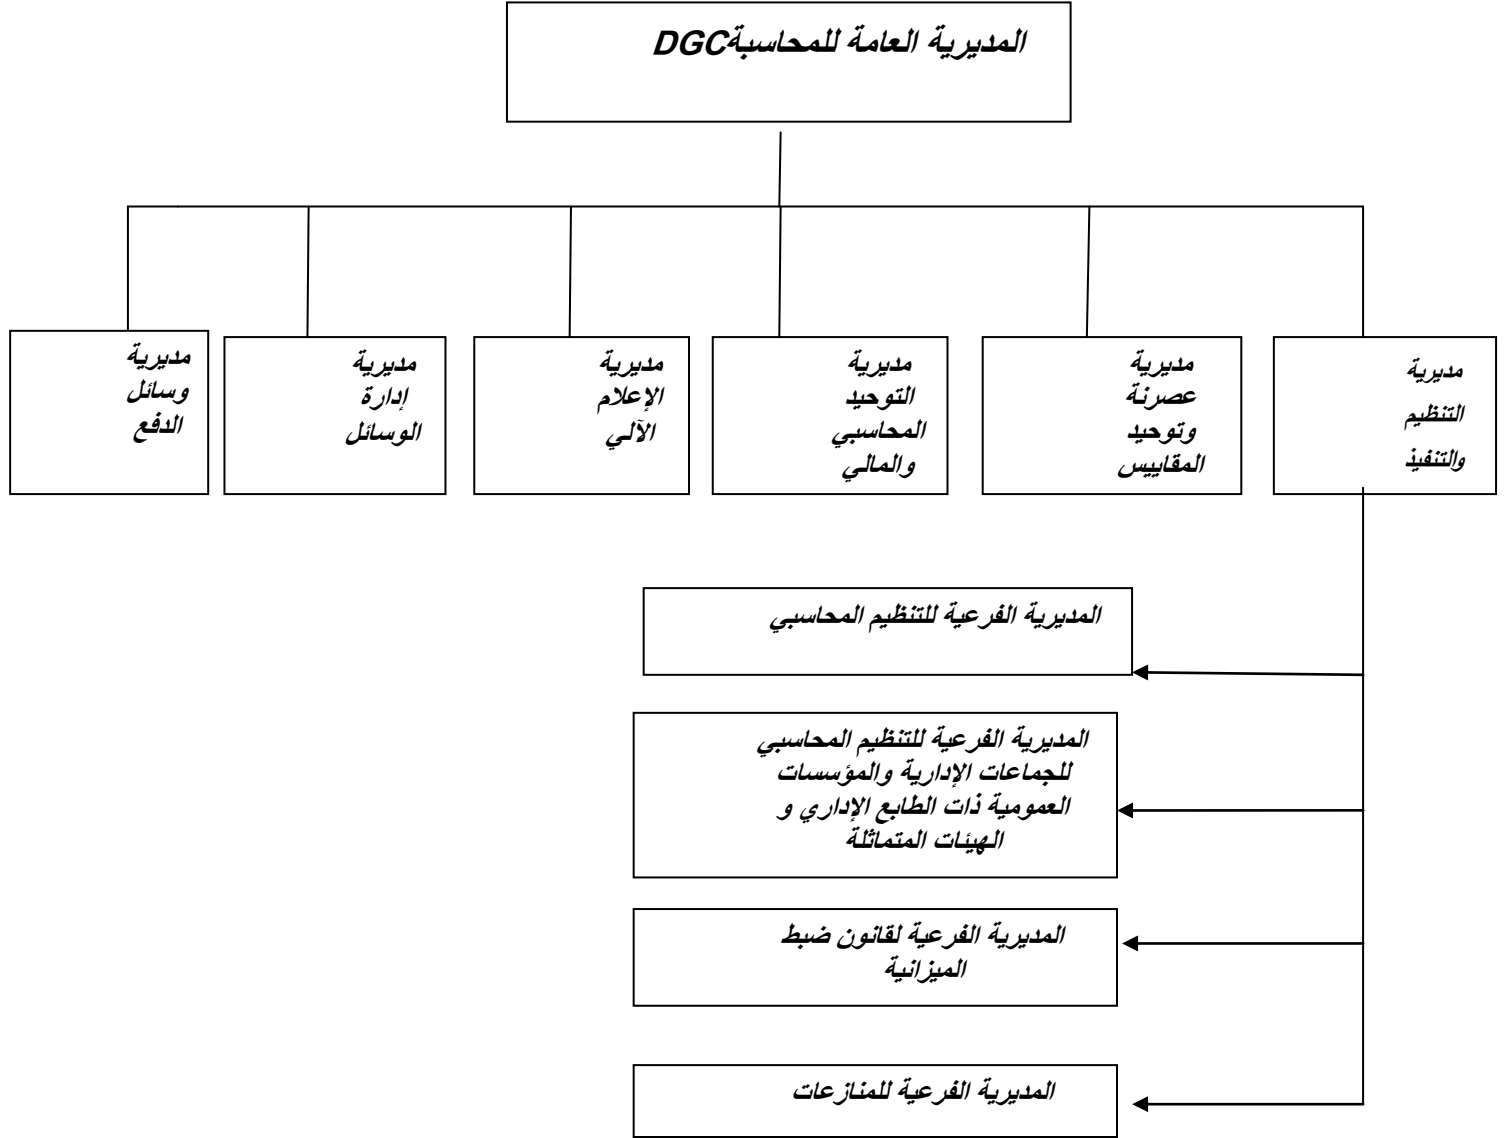 المديرية العامة للمحاسبةDGC
مديرية
التنظيم
والتنفيذ
مديرية
عصرنة
وتوحيد
المقاييس
مديرية
التوحيد
المحاسبي
والمالي
مديرية
الإعلام
الآلي
مديرية
إدارة
الوسائل
مديرية
وسائل
الدفع
المديرية الفرعية للتنظيم المحاسبي
المديرية الفرعية للتنظيم المحاسبي
للجماعات الإدارية والمؤسسات
العمومية ذات الطابع الإداري و
الهيئات المتماثلة
المديرية الفرعية لقانون ضبط
الميزانية
المديرية الفرعية للمنازعات